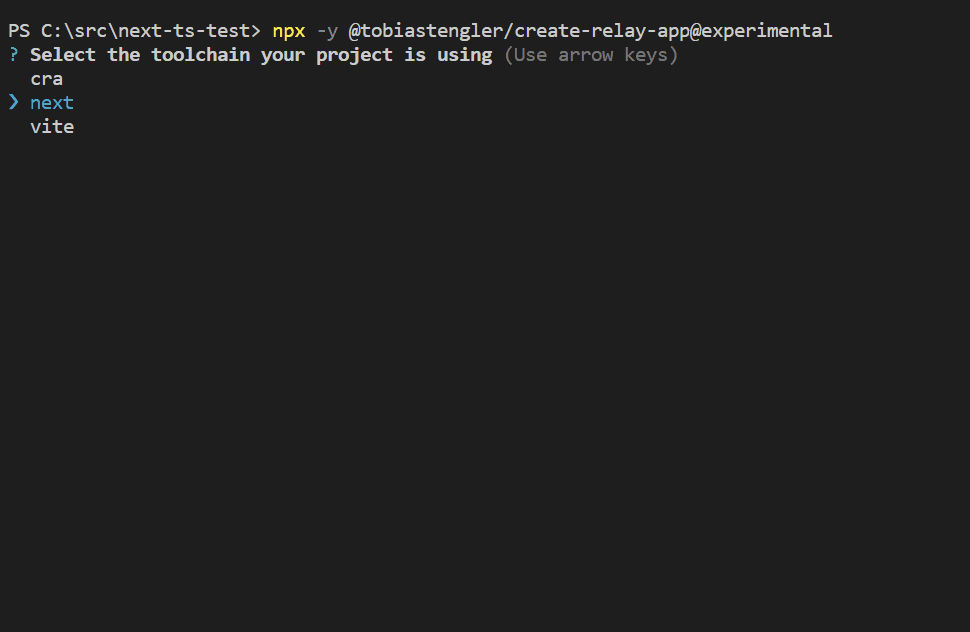 PS C:\src\next-ts-test> npx -y @tobiastengler/create-relay-app@experimental
? Select the toolchain your project is using (Use arrow keys)
cra
❯ next
vite